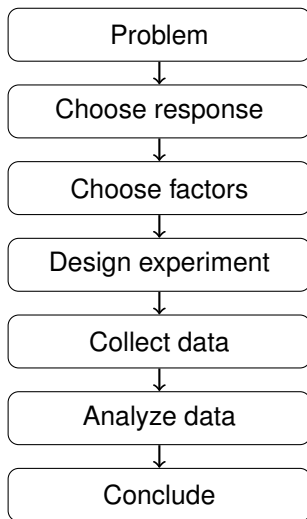 Problem
Choose response
Choose factors
Design experiment
Collect data
Analyze data
Conclude